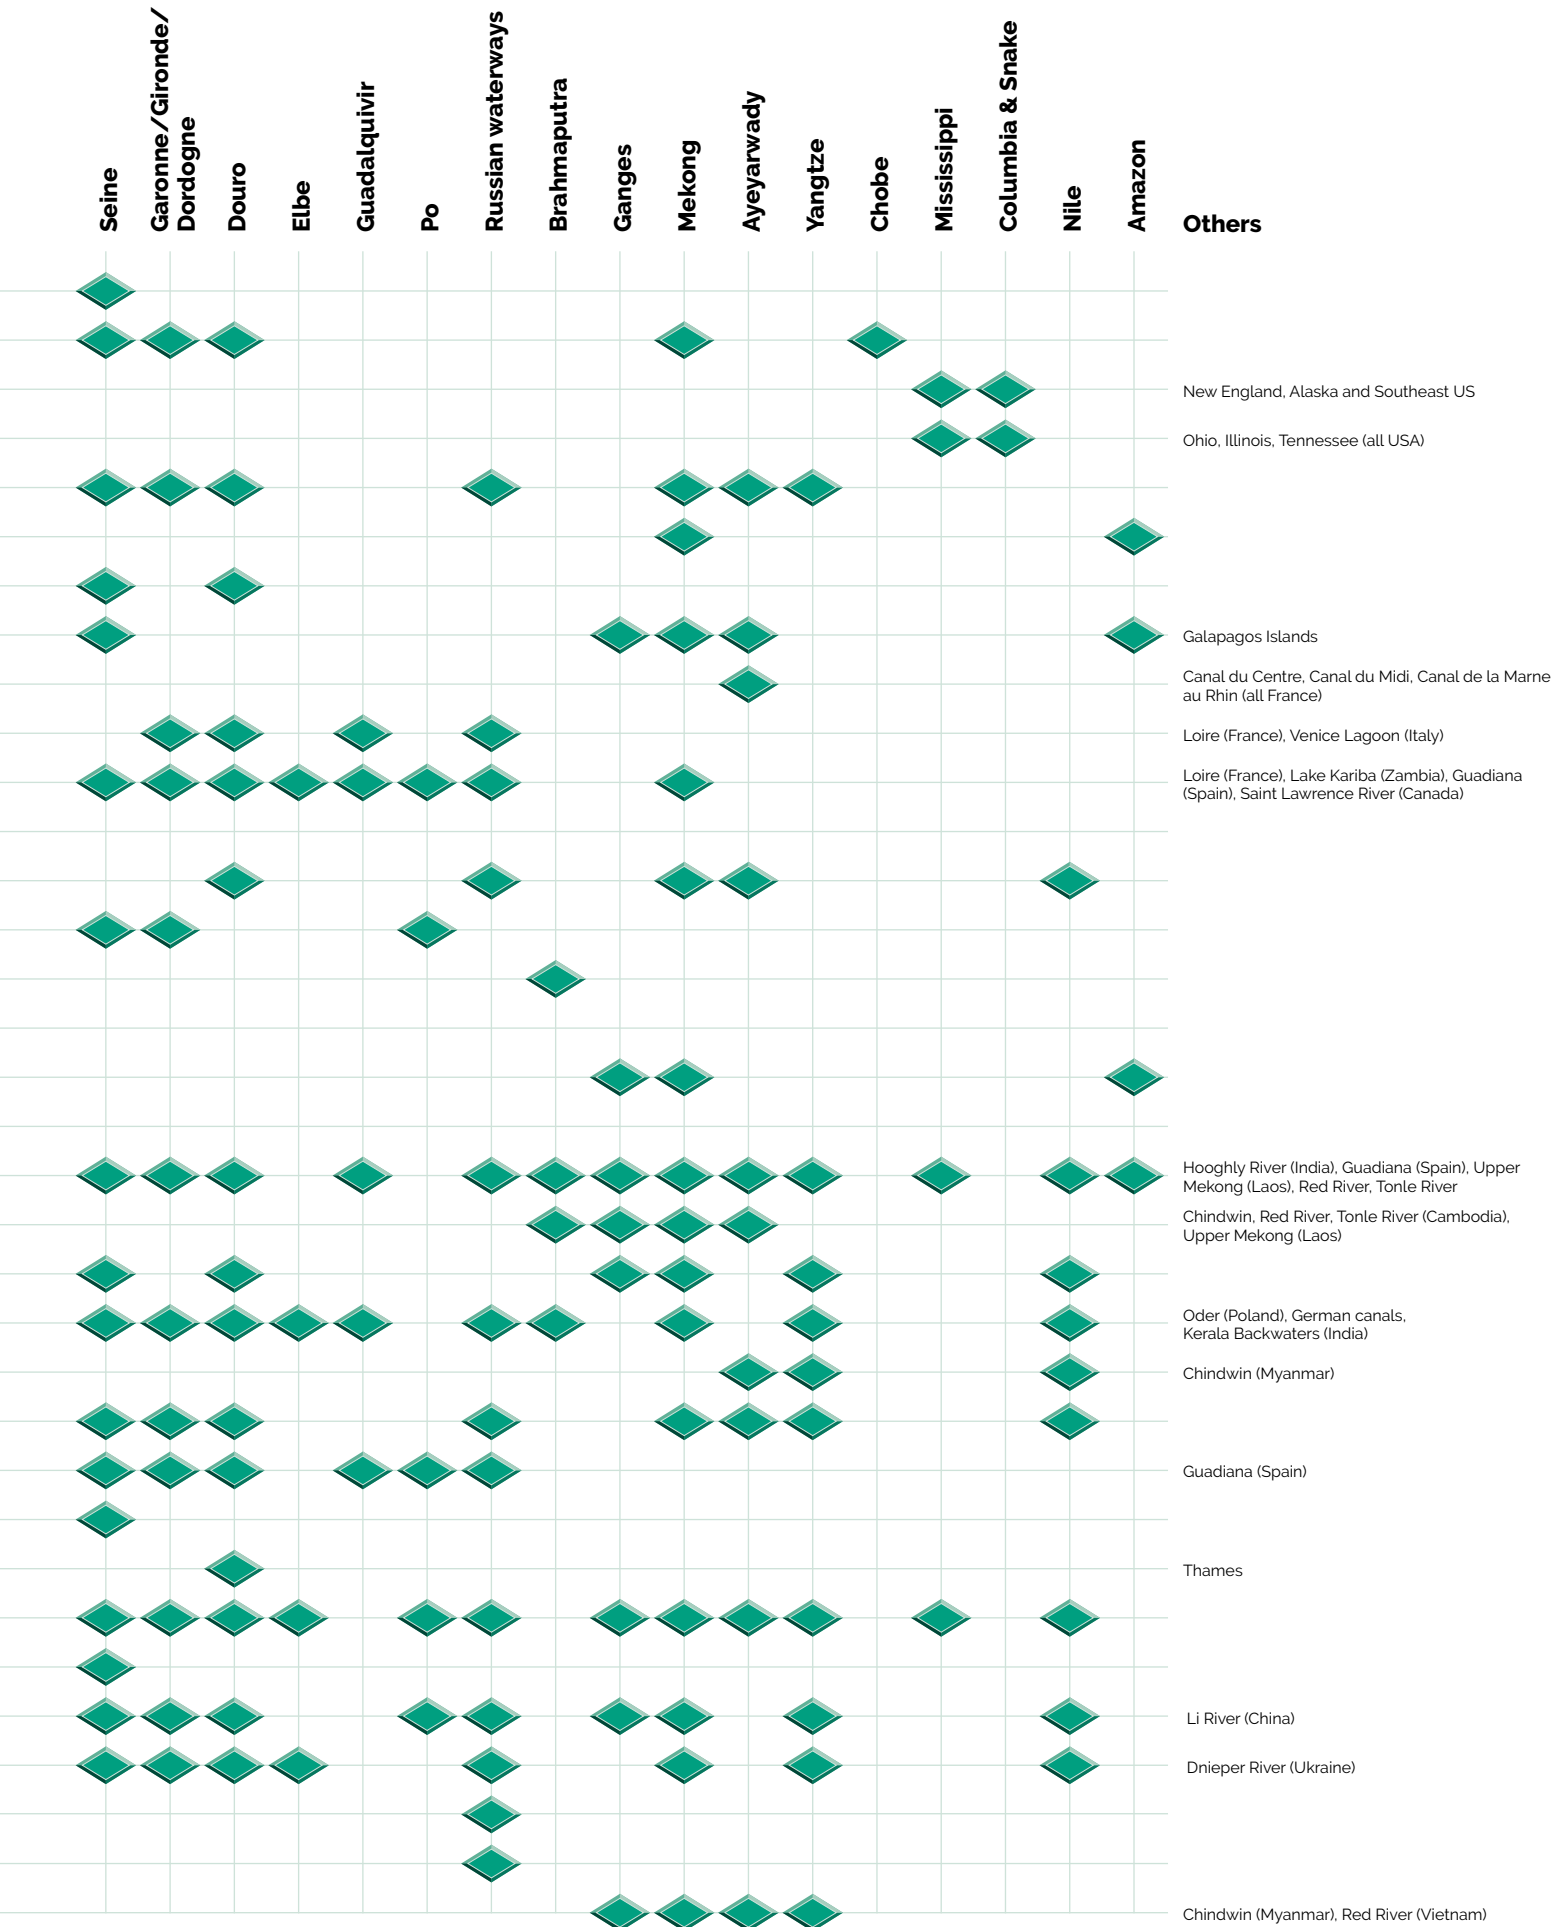 Seine
Garonne/Gironde/
Dordogne
Douro
Elbe
Guadalquivir
Po
Russian waterways
Brahmaputra
Ganges
Mekong
Ayeyarwady
Yangtze
Chobe
Mississippi
Columbia & Snake
Nile
Amazon
Others
New England, Alaska and Southeast US
Ohio, Illinois, Tennessee (all USA)
Galapagos Islands
Canal du Centre, Canal du Midi, Canal de la Marne
au Rhin (all France)
Loire (France), Venice Lagoon (Italy)
Loire (France), Lake Kariba (Zambia), Guadiana
(Spain), Saint Lawrence River (Canada)
Hooghly River (India), Guadiana (Spain), Upper
Mekong (Laos), Red River, Tonle River
Chindwin, Red River, Tonle River (Cambodia),
Upper Mekong (Laos)
Oder (Poland), German canals,
Kerala Backwaters (India)
Chindwin (Myanmar)
Guadiana (Spain)
Thames
Li River (China)
Dnieper River (Ukraine)
Chindwin (Myanmar), Red River (Vietnam)